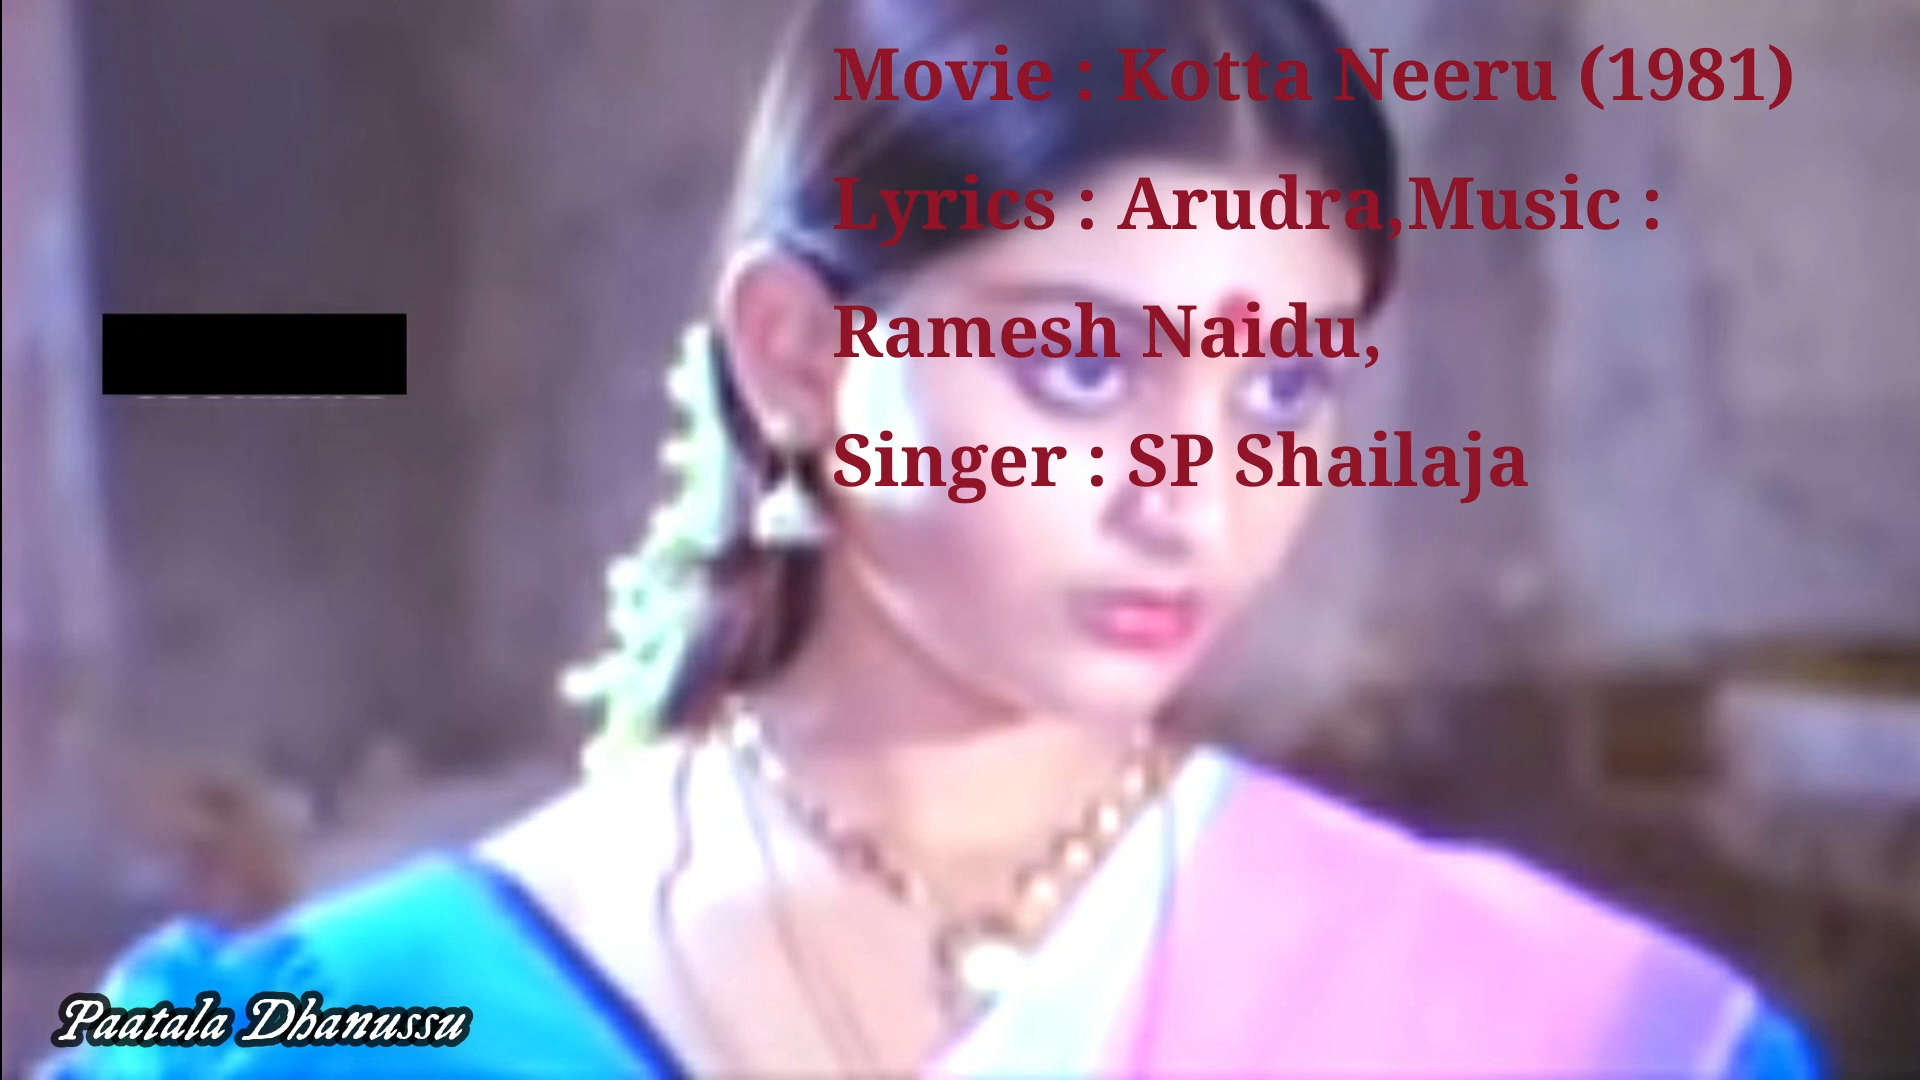 Movie : Kotta Neeru (1981)
Lyrics : Arudra,Music :
Ramesh Naidu,
Singer : SP Shailaja
Paatala Dhanussu